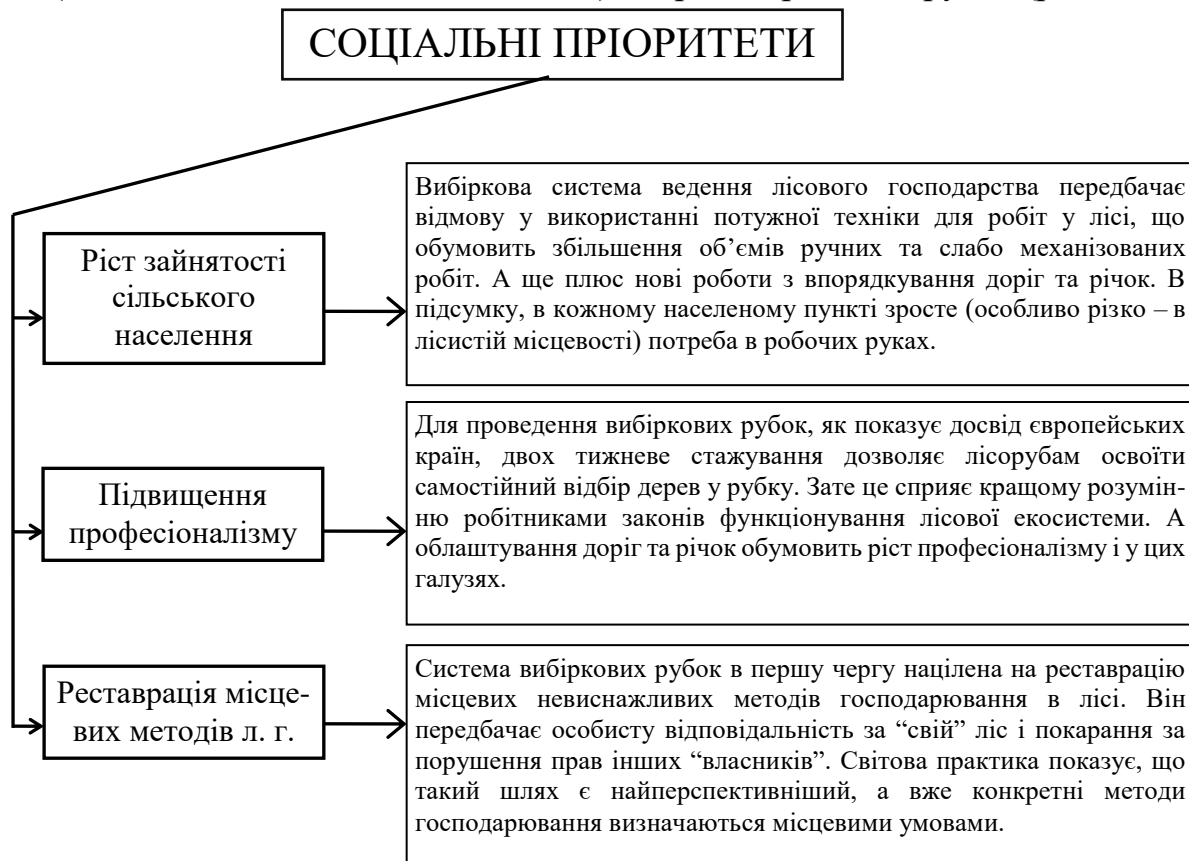 СОЦІАЛЬНІ ПРІОРИТЕТИ
Ріст зайнятості
сільського
населення
Вибіркова система ведення лісового господарства передбачає
відмову у використанні потужної техніки для робіт у лісі, що
обумовить збільшення об’ємів ручних та слабо механізованих
робіт. А ще плюс нові роботи з впорядкування доріг та річок. В
підсумку, в кожному населеному пункті зросте (особливо різко – в
лісистій місцевості) потреба в робочих руках.
Підвищення
професіоналізму
Для проведення вибіркових рубок, як показує досвід європейських
країн, двох тижневе стажування дозволяє лісорубам освоїти
самостійний відбір дерев у рубку. Зате це сприяє кращому розумін-
ню робітниками законів функціонування лісової екосистеми. А
облаштування доріг та річок обумовить ріст професіоналізму і у цих
галузях.
Реставрація місце-
вих методів л. г.
Система вибіркових рубок в першу чергу націлена на реставрацію
місцевих невиснажливих методів господарювання в лісі. Він
передбачає особисту відповідальність за “свій” ліс і покарання за
порушення прав інших “власників”. Світова практика показує, що
такий шлях є найперспективніший, а вже конкретні методи
господарювання визначаються місцевими умовами.